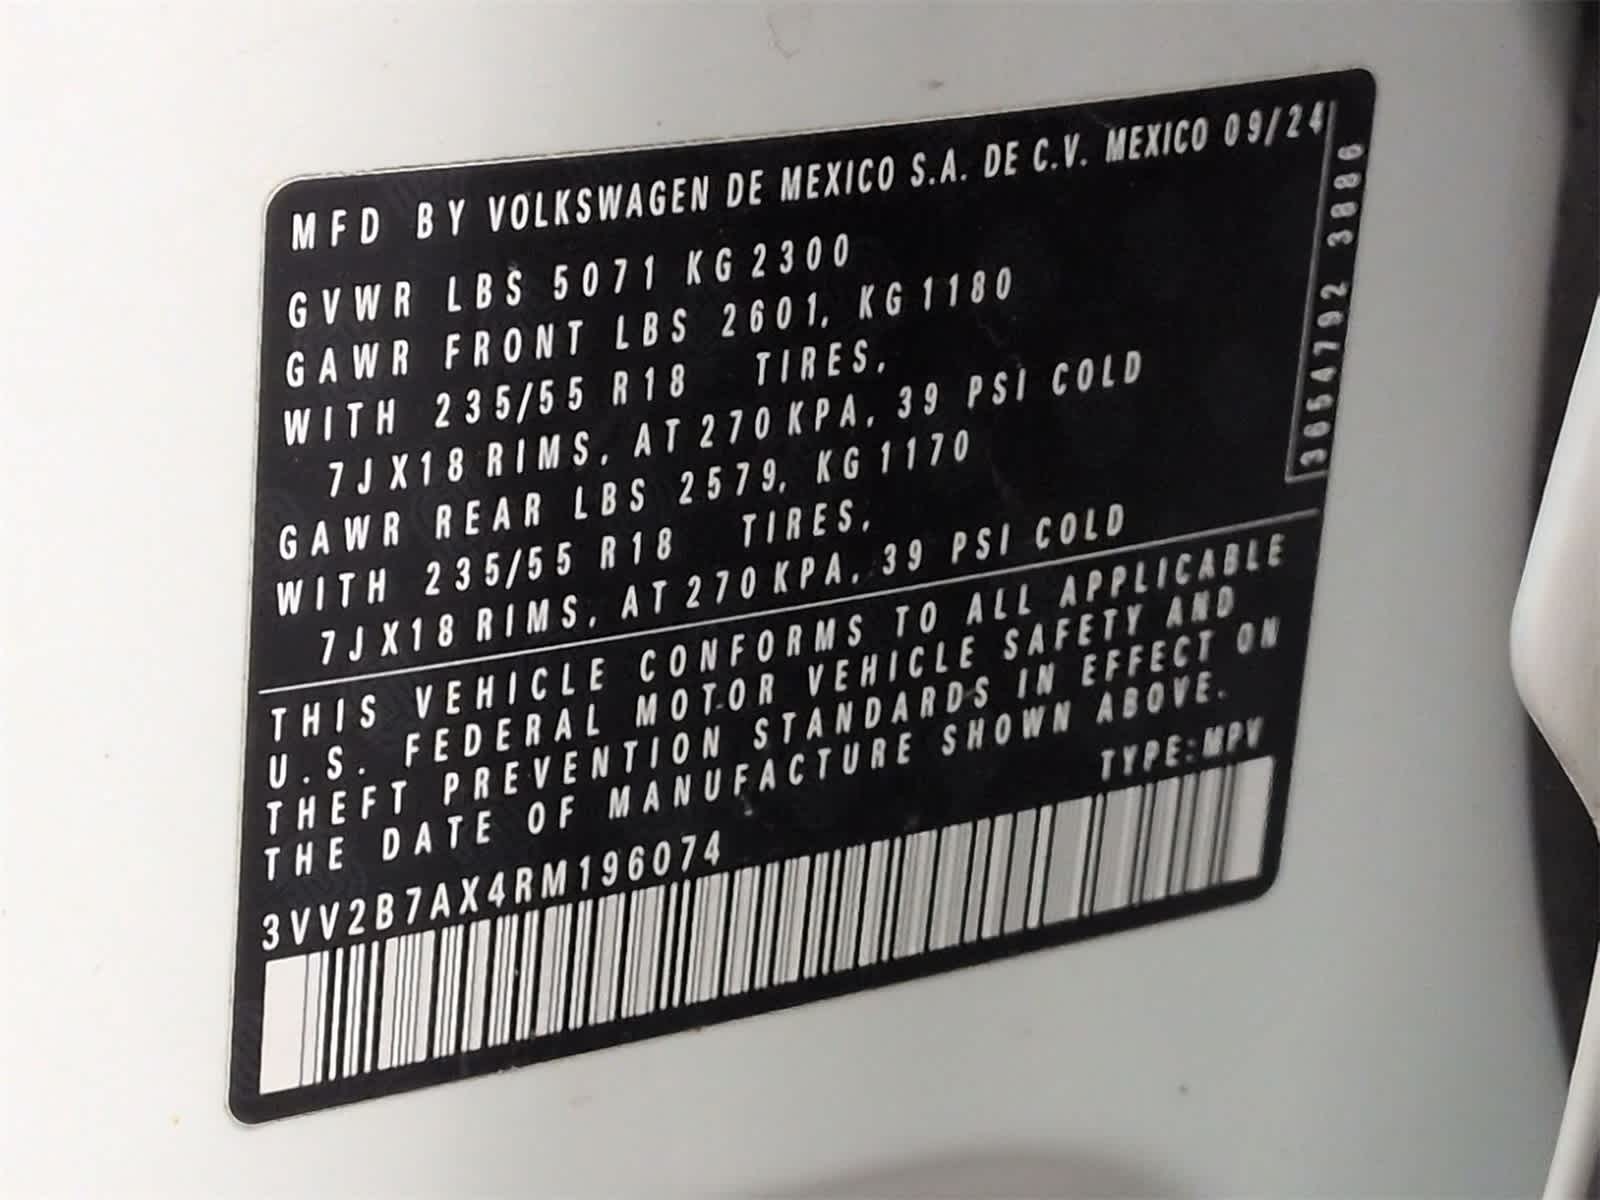 MFD BY VOLKSWAGEN DE MEXICO S.A. DE C.V. MEXICO 09/24
GVWR LBS 5071 KG 2300
GAWR FRONT LBS 2601, KG 1180
WITH 235/55 R18 TIRES,
7JX18 RIMS, AT 270 KPA, 39 PSI COLD
GAWR REAR LBS 2579, KG 1170
WITH 235/55 R18 TIRES,
7JX18 RIMS, AT 270 KPA, 39 PSI COLD
THIS VEHICLE CONFORMS TO ALL APPLICABLE
U.S. FEDERAL MOTOR VEHICLE SAFETY AND
THEFT PREVENTION STANDARDS IN EFFECT ON
THE DATE OF MANUFACTURE SHOWN ABOVE.
TYPE:MPV
3VV2B7AX4RM196074
3654792 3886